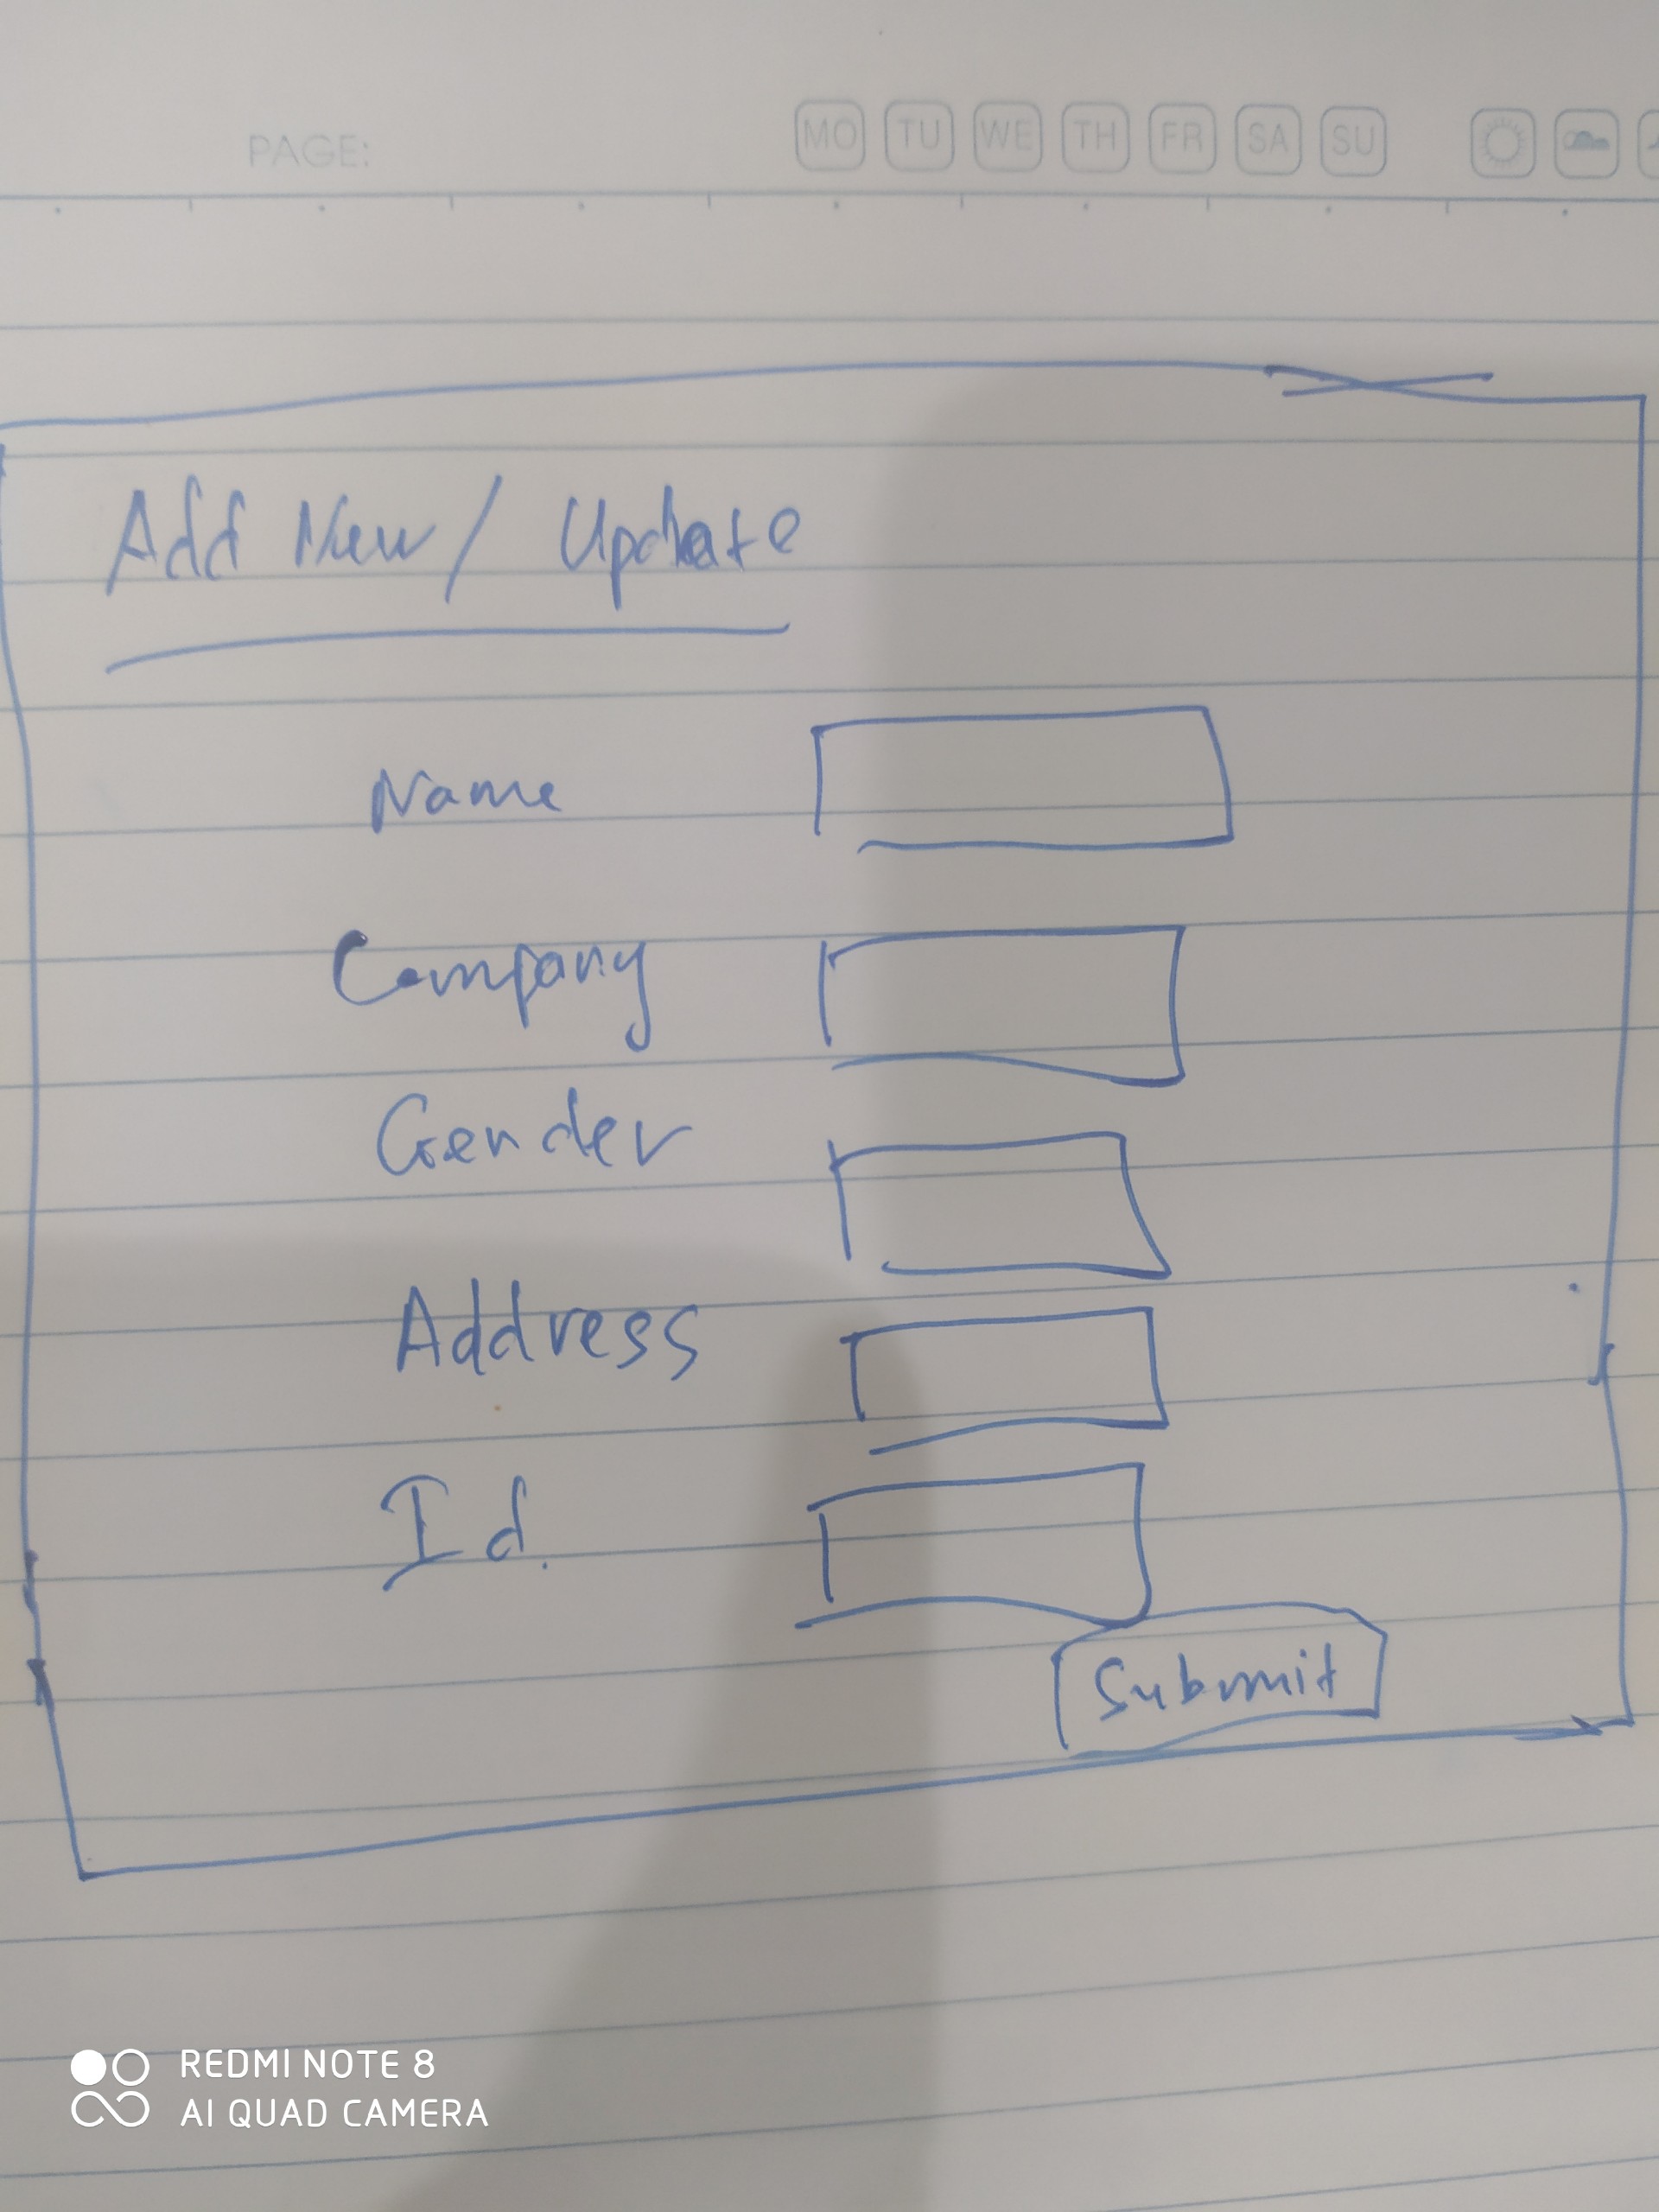 PAGE: MO TU WE TH FR SA SU
Add New / Update
Name
Company
Gender
Address
Id.
Submit
REDMI NOTE 8
AI QUAD CAMERA